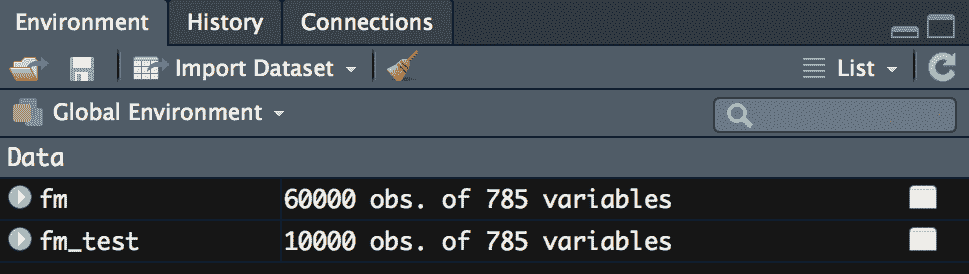 Environment History Connections
Import Dataset List
Global Environment
Data
fm 60000 obs. of 785 variables
fm_test 10000 obs. of 785 variables